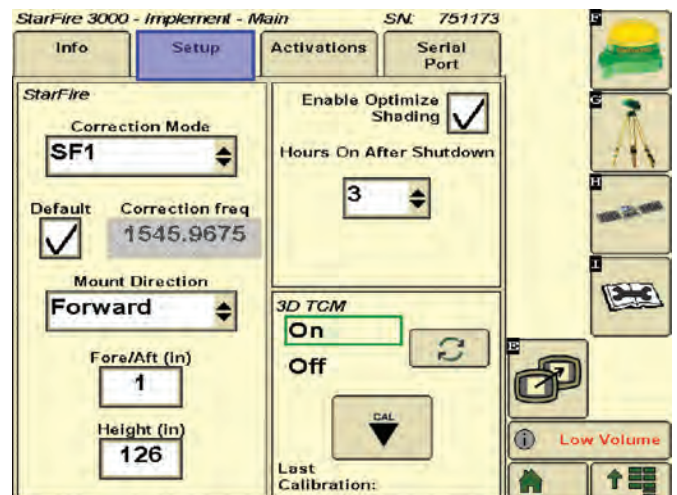 StarFire 3000 - Implement - Main SN: 751173
Info Setup Activations Serial Port
StarFire
Correction Mode
SF1
Default Correction freq
1545.9675
Mount Direction
Forward
Fore/Aft (in)
1
Height (in)
126
Enable Optimize
Shading
Hours On After Shutdown
3
3D TCM
On
Off
CAL
Last
Calibration:
F
G
H
I
E
Low Volume